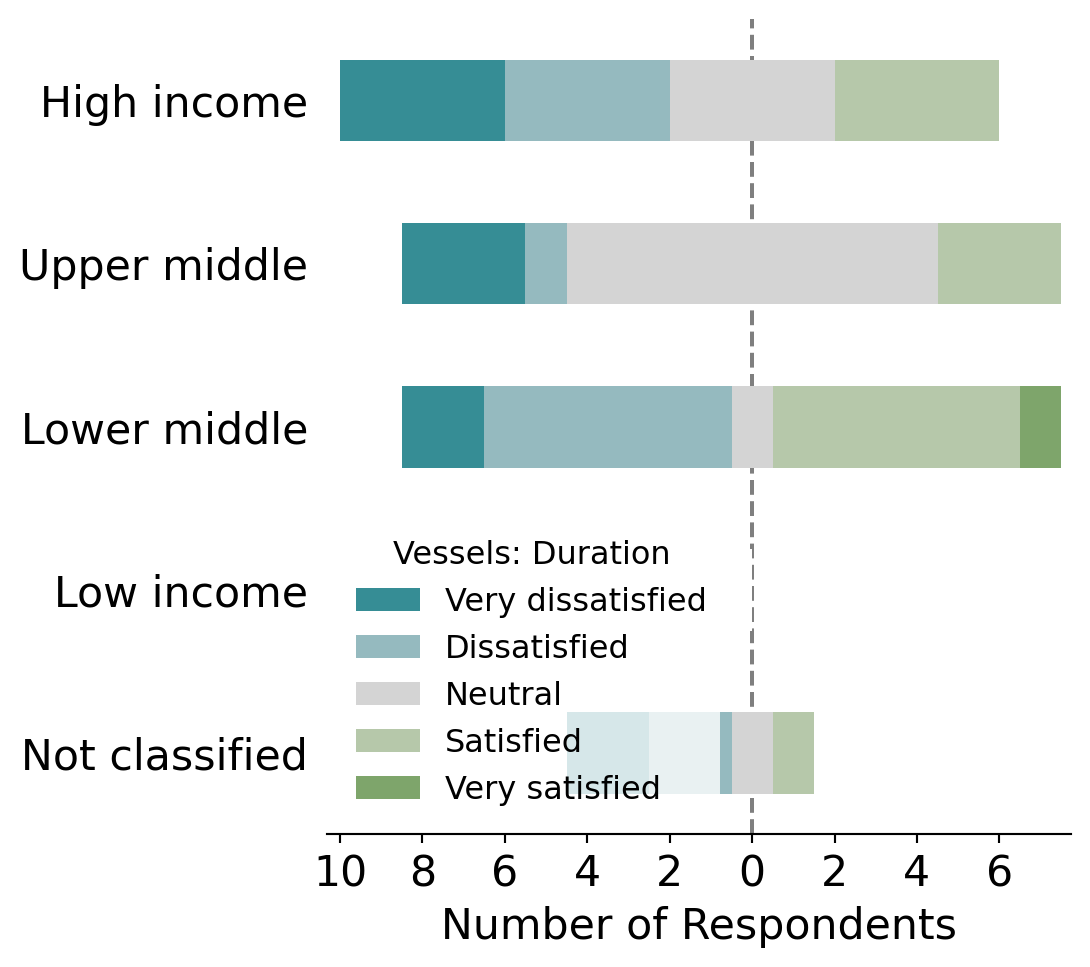 High income
Upper middle
Lower middle
Low income
Not classified
Vessels: Duration
Very dissatisfied
Dissatisfied
Neutral
Satisfied
Very satisfied
10 8 6 4 2 0 2 4 6
Number of Respondents